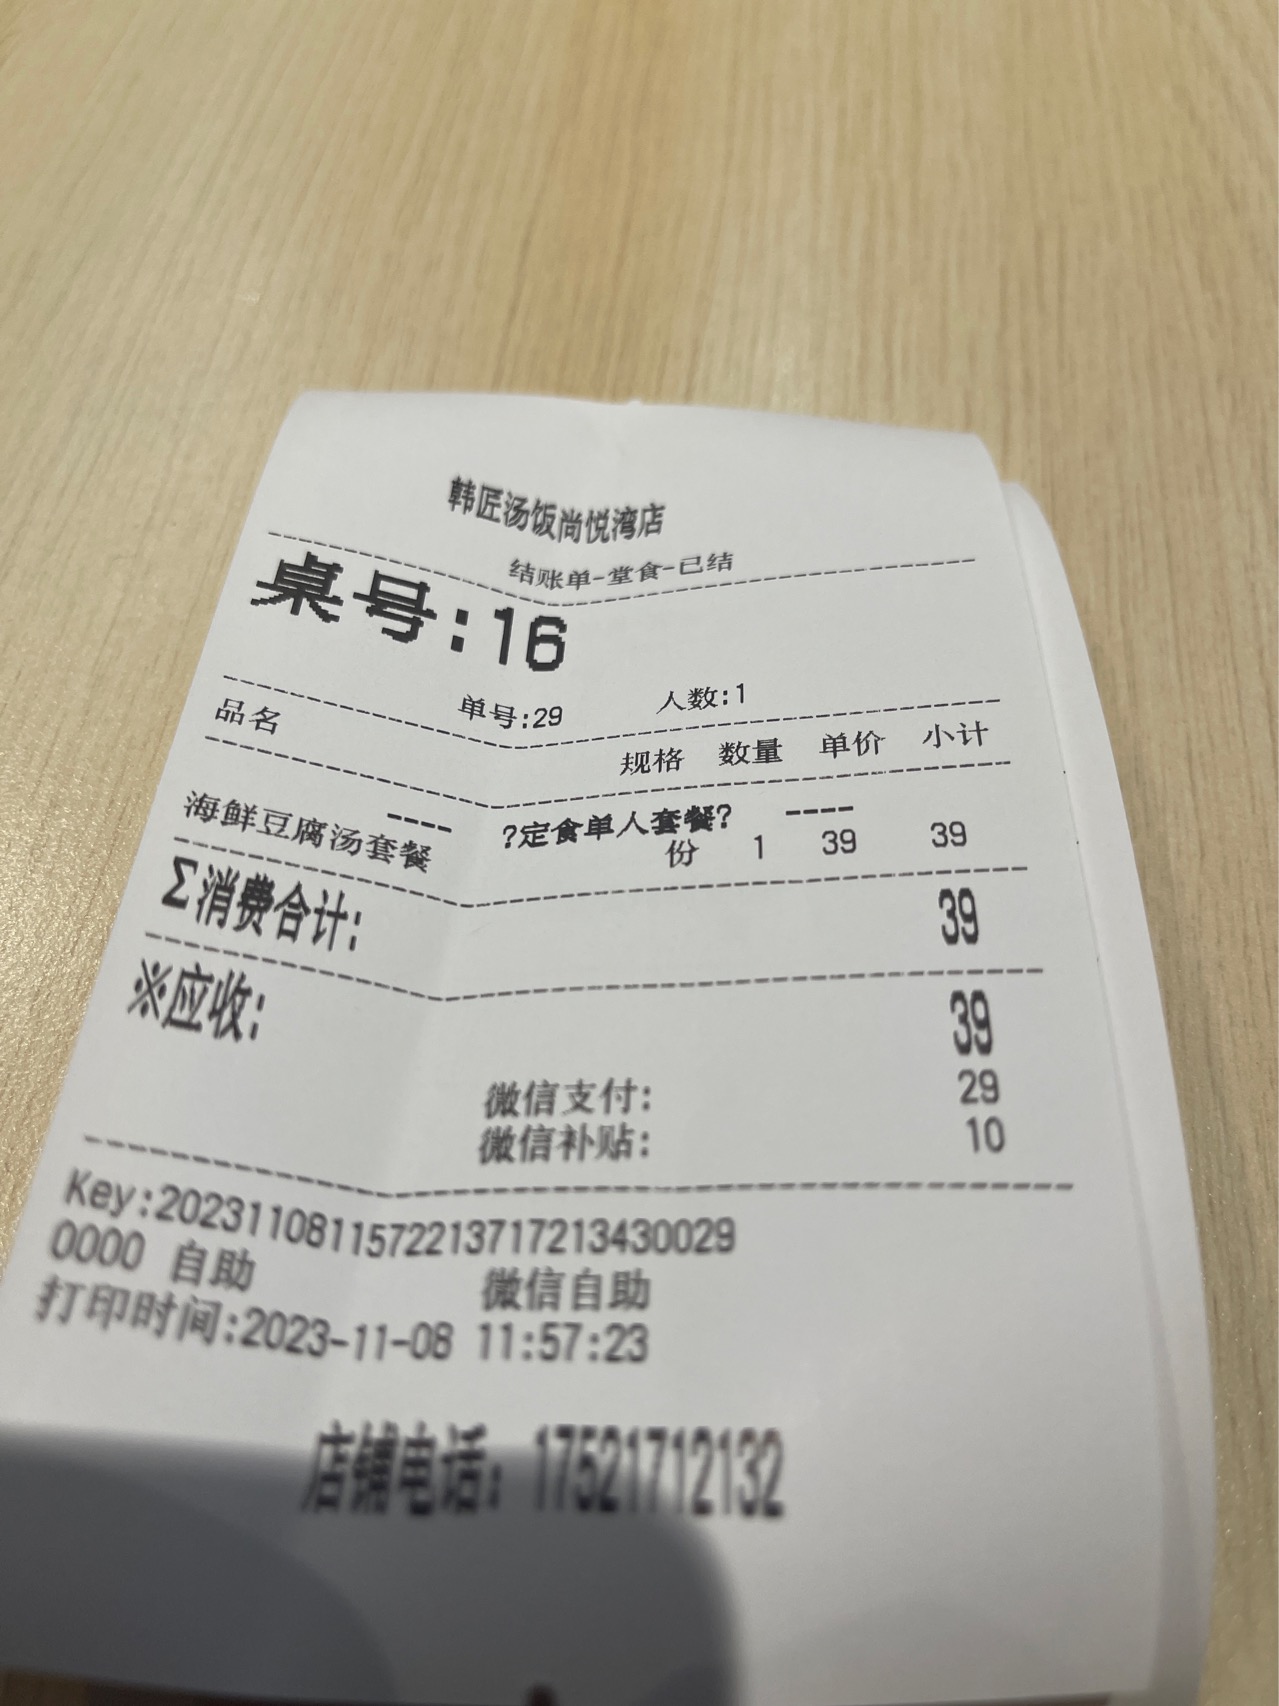 韩匠汤饭尚悦湾店
结账单-堂食-已结
桌号:16
单号:29 人数:1
品名 规格 数量 单价 小计
---- ?定食单人套餐? ----
海鲜豆腐汤套餐 份 1 39 39
Σ消费合计: 39
※应收: 39
微信支付: 29
微信补贴: 10
Key:202311081157221371721343​0029
0000 自助 微信自助
打印时间:2023-11-08 11:57:23
店铺电话: 17521712132